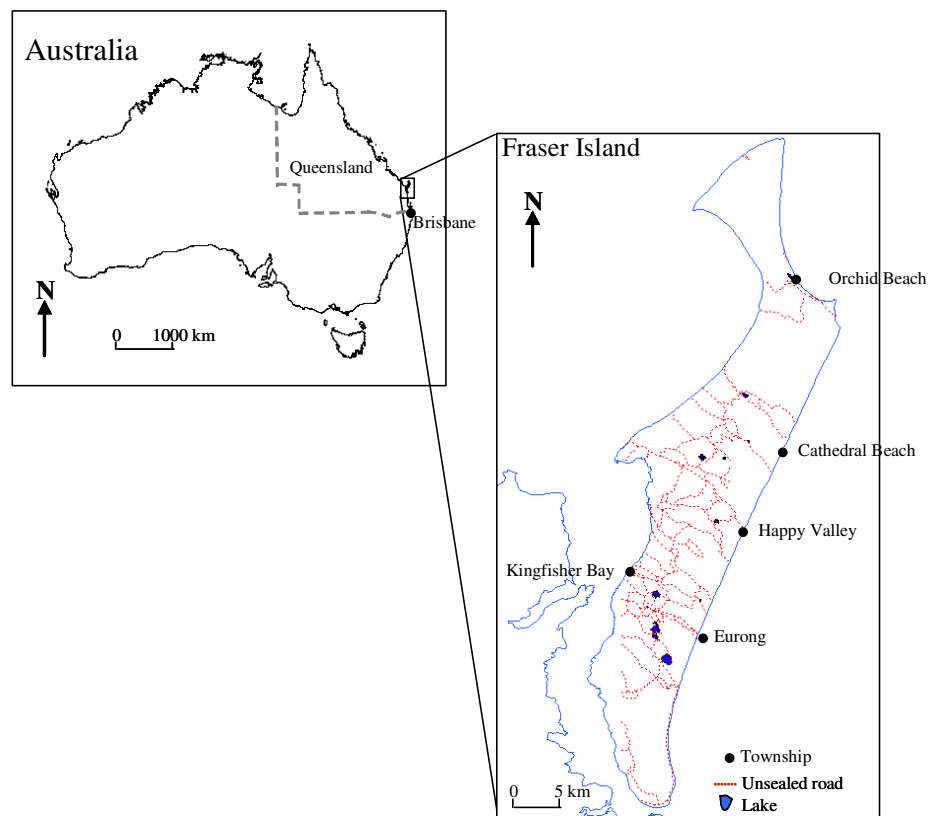 Australia
Queensland
Brisbane
N
0 1000 km
Fraser Island
N
Orchid Beach
Cathedral Beach
Happy Valley
Kingfisher Bay
Eurong
Township
Unsealed road
Lake
0 5 km